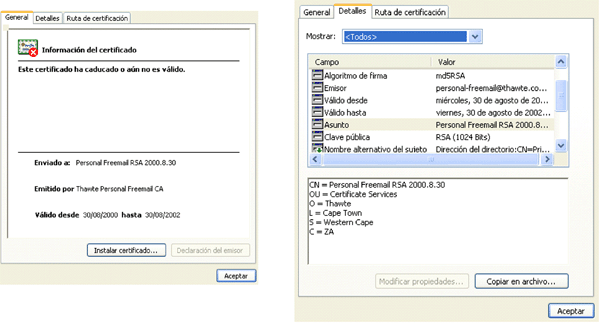 General Detalles Ruta de certificación
Información del certificado
Este certificado ha caducado o aún no es válido.
Enviado a: Personal Freemail RSA 2000.8.30
Emitido por Thawte Personal Freemail CA
Válido desde 30/08/2000 hasta 30/08/2002
Instalar certificado... Declaración del emisor
Aceptar
General Detalles Ruta de certificación
Mostrar: <Todos>
Campo Valor
Algoritmo de firma md5RSA
Emisor personal-freemail@thawte.co...
Válido desde miércoles, 30 de agosto de 20...
Válido hasta viernes, 30 de agosto de 2002...
Asunto Personal Freemail RSA 2000.8...
Clave pública RSA (1024 Bits)
Nombre alternativo del sujeto Dirección del directorio:CN=Pri...
CN = Personal Freemail RSA 2000.8.30
OU = Certificate Services
O = Thawte
L = Cape Town
S = Western Cape
C = ZA
Modificar propiedades... Copiar en archivo...
Aceptar